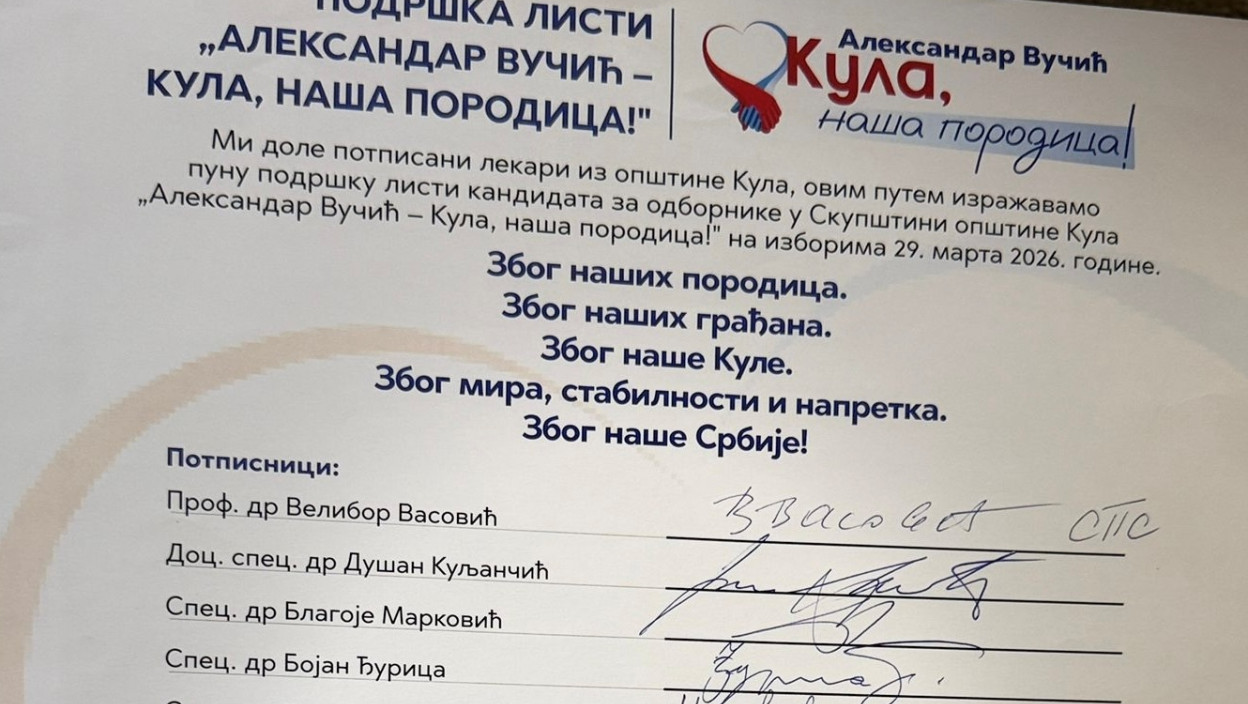 ПОДРШКА ЛИСТИ
„АЛЕКСАНДАР ВУЧИЋ –
КУЛА, НАША ПОРОДИЦА!"
Александар Вучић
Кула,
наша породица!
Ми доле потписани лекари из општине Кула, овим путем изражавамо
пуну подршку листи кандидата за одборнике у Скупштини општине Кула
„Александар Вучић – Кула, наша породица!" на изборима 29. марта 2026. године.
Због наших породица.
Због наших грађана.
Због наше Куле.
Због мира, стабилности и напретка.
Због наше Србије!
Потписници:
Проф. др Велибор Васовић
ВВасовић СПС
Доц. спец. др Душан Куљанчић
Спец. др Благоје Марковић
Спец. др Бојан Ђурица